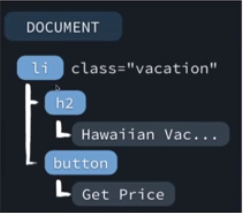 DOCUMENT
li class="vacation"
h2
Hawaiian Vac...
button
Get Price